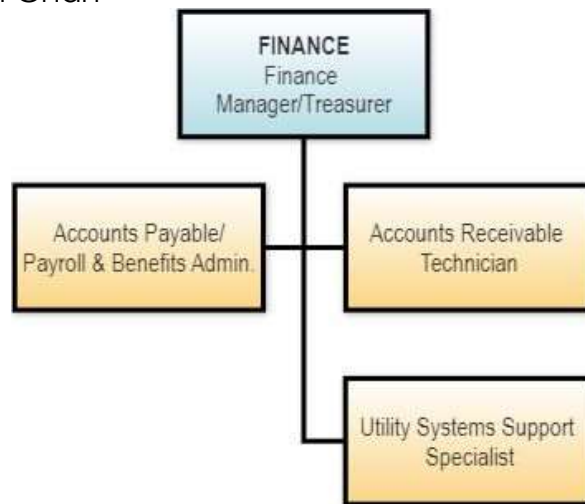 FINANCE
Finance
Manager/Treasurer
Accounts Payable/
Payroll & Benefits Admin.
Accounts Receivable
Technician
Utility Systems Support
Specialist